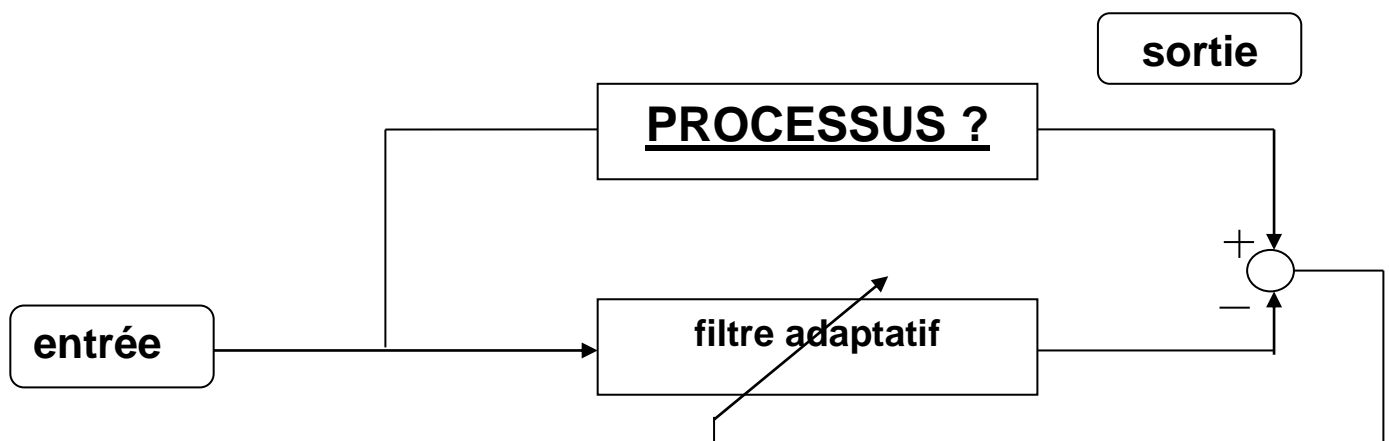 sortie
PROCESSUS ?
+
−
filtre adaptatif
entrée